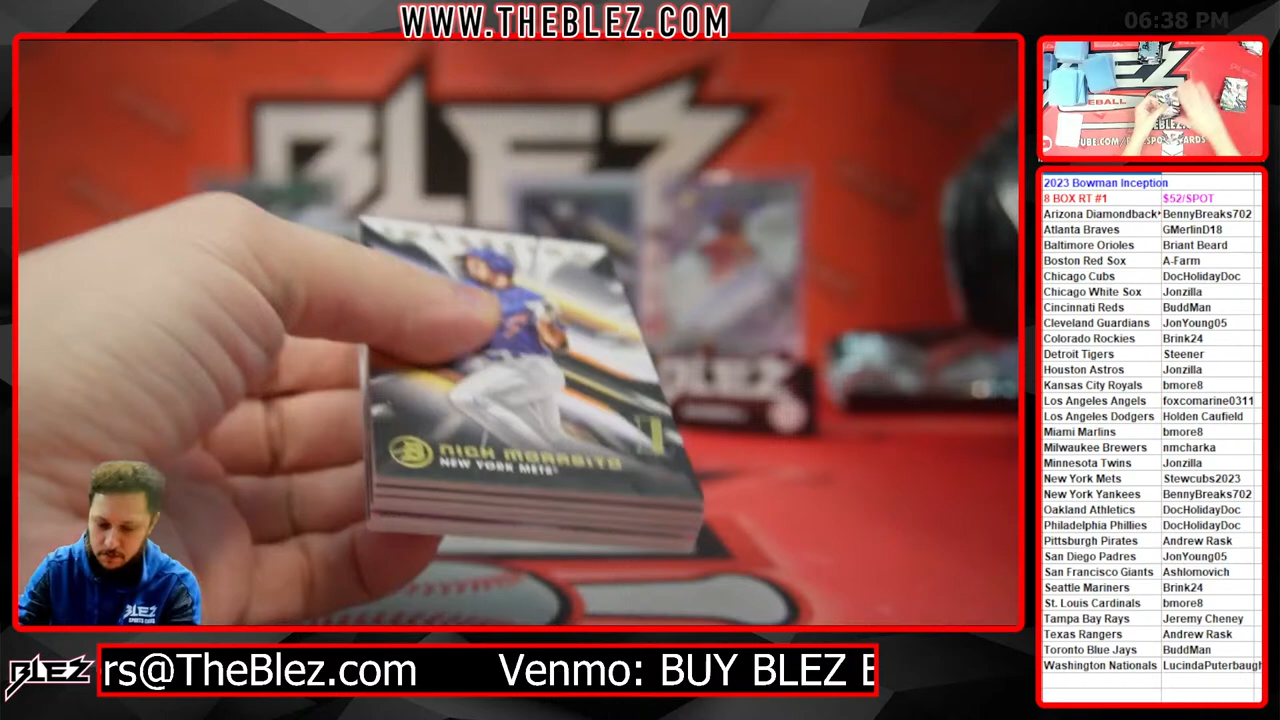 WWW.THEBLEZ.COM
06:38 PM
BLEZ
NICK MORABITO
NEW YORK METS
BLEZ
BLEZ
SPORTS CARDS
2023 Bowman Inception
8 BOX RT #1 $52/SPOT
Arizona Diamondback BennyBreaks702
Atlanta Braves GMerlinD18
Baltimore Orioles Briant Beard
Boston Red Sox A-Farm
Chicago Cubs DocHolidayDoc
Chicago White Sox Jonzilla
Cincinnati Reds BuddMan
Cleveland Guardians JonYoung05
Colorado Rockies Brink24
Detroit Tigers Steener
Houston Astros Jonzilla
Kansas City Royals bmore8
Los Angeles Angels foxcomarine0311
Los Angeles Dodgers Holden Caufield
Miami Marlins bmore8
Milwaukee Brewers nmcharka
Minnesota Twins Jonzilla
New York Mets Stewcubs2023
New York Yankees BennyBreaks702
Oakland Athletics DocHolidayDoc
Philadelphia Phillies DocHolidayDoc
Pittsburgh Pirates Andrew Rask
San Diego Padres JonYoung05
San Francisco Giants Ashlomovich
Seattle Mariners Brink24
St. Louis Cardinals bmore8
Tampa Bay Rays Jeremy Cheney
Texas Rangers Andrew Rask
Toronto Blue Jays BuddMan
Washington Nationals LucindaPuterbaugh
BLEZ
rs@TheBlez.com Venmo: BUY BLEZ